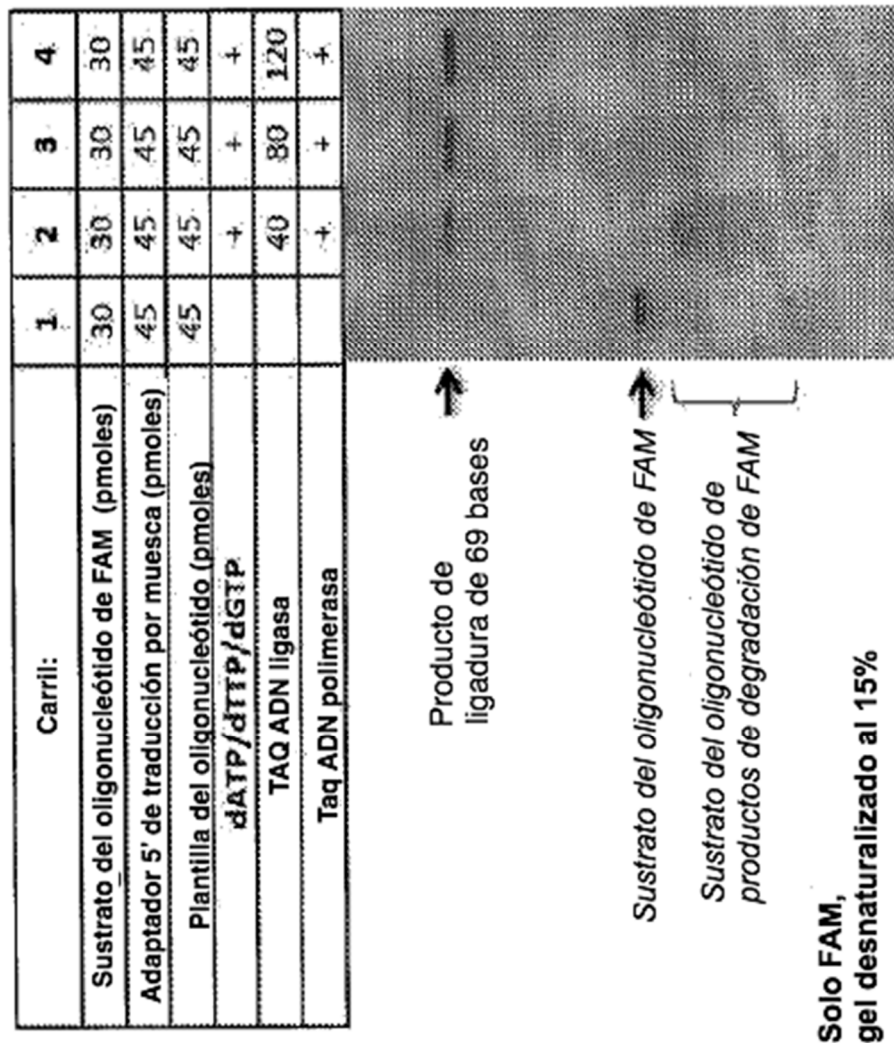 Carril: 1 2 3 4
Sustrato del oligonucleótido de FAM (pmoles) 30 30 30 30
Adaptador 5' de traducción por muesca (pmoles) 45 45 45 45
Plantilla del oligonucleótido (pmoles) 45 45 45 45
dATP/dTTP/dGTP + + +
TAQ ADN ligasa 40 80 120
Taq ADN polimerasa + + +
Producto de
ligadura de 69 bases
Sustrato del oligonucleótido de FAM
Sustrato del oligonucleótido de
productos de degradación de FAM
Solo FAM,
gel desnaturalizado al 15%